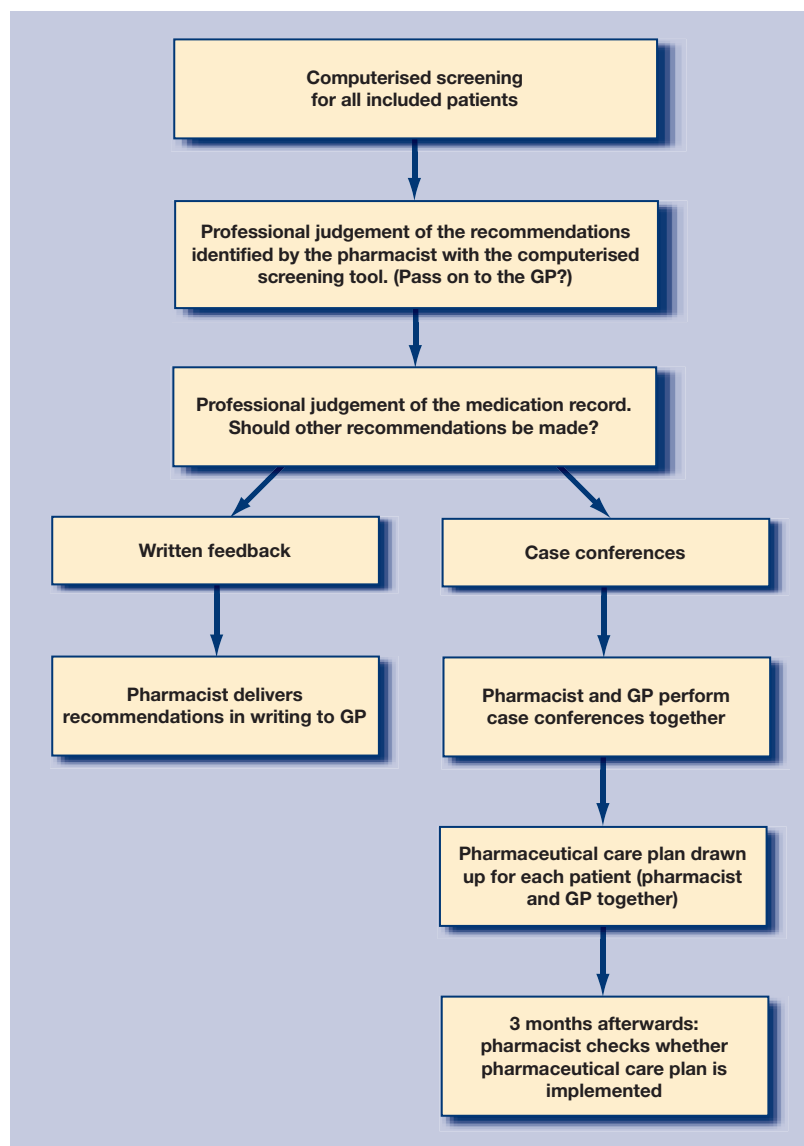 Computerised screening
for all included patients
Professional judgement of the recommendations
identified by the pharmacist with the computerised
screening tool. (Pass on to the GP?)
Professional judgement of the medication record.
Should other recommendations be made?
Written feedback
Pharmacist delivers
recommendations in writing to GP
Case conferences
Pharmacist and GP perform
case conferences together
Pharmaceutical care plan drawn
up for each patient (pharmacist
and GP together)
3 months afterwards:
pharmacist checks whether
pharmaceutical care plan is
implemented